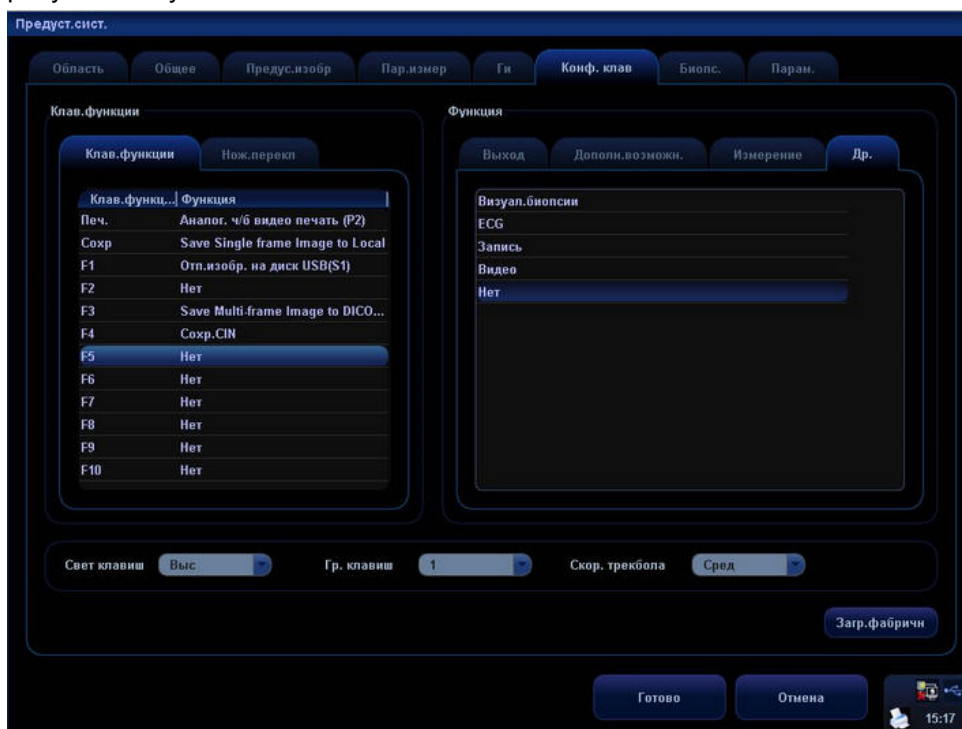 Предуст.сист.
Область Общее Предус.изобр Пар.измер Ги Конф. клав Биопс. Парам.
Клав.функции
Клав.функции Нож.перекл
Клав.функц... Функция
Печ. Аналог. ч/б видео печать (P2)
Сохр Save Single frame Image to Local
F1 Отп.изобр. на диск USB(S1)
F2 Нет
F3 Save Multi-frame Image to DICO...
F4 Сохр.CIN
F5 Нет
F6 Нет
F7 Нет
F8 Нет
F9 Нет
F10 Нет
Функция
Выход Дополн.возможн. Измерение Др.
Визуал.биопсии
ECG
Запись
Видео
Нет
Свет клавиш Выс Гр. клавиш 1 Скор. трекбола Сред
Загр.фабричн
Готово Отмена
15:17